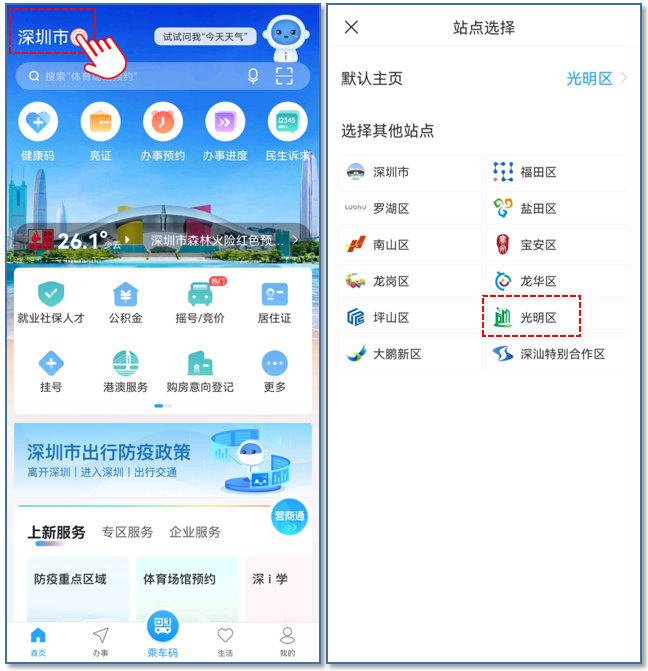 深圳市
试试问我“今天天气”
搜索“体育场馆预约”
健康码
亮证
办事预约
12345
办事进度
民生诉求
26.1°
少云
深圳市森林火险红色预...
就业社保人才
公积金
热门
摇号/竞价
居住证
挂号
港澳服务
购房意向登记
更多
深圳市出行防疫政策
离开深圳 | 进入深圳 | 出行交通
营商通
上新服务
专区服务
企业服务
防疫重点区域
体育场馆预约
深 i 学
首页
办事
乘车码
生活
我的
站点选择
默认主页
光明区
选择其他站点
深圳市
福田区
罗湖区
盐田区
南山区
宝安区
龙岗区
龙华区
坪山区
光明区
大鹏新区
深汕特别合作区